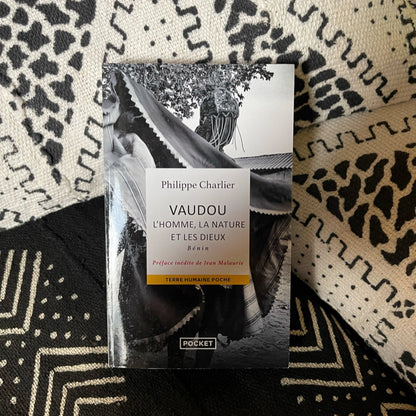 Philippe Charlier
VAUDOU
L'HOMME, LA NATURE
ET LES DIEUX
Bénin
Préface inédite de Jean Malaurie
TERRE HUMAINE POCHE
POCKET